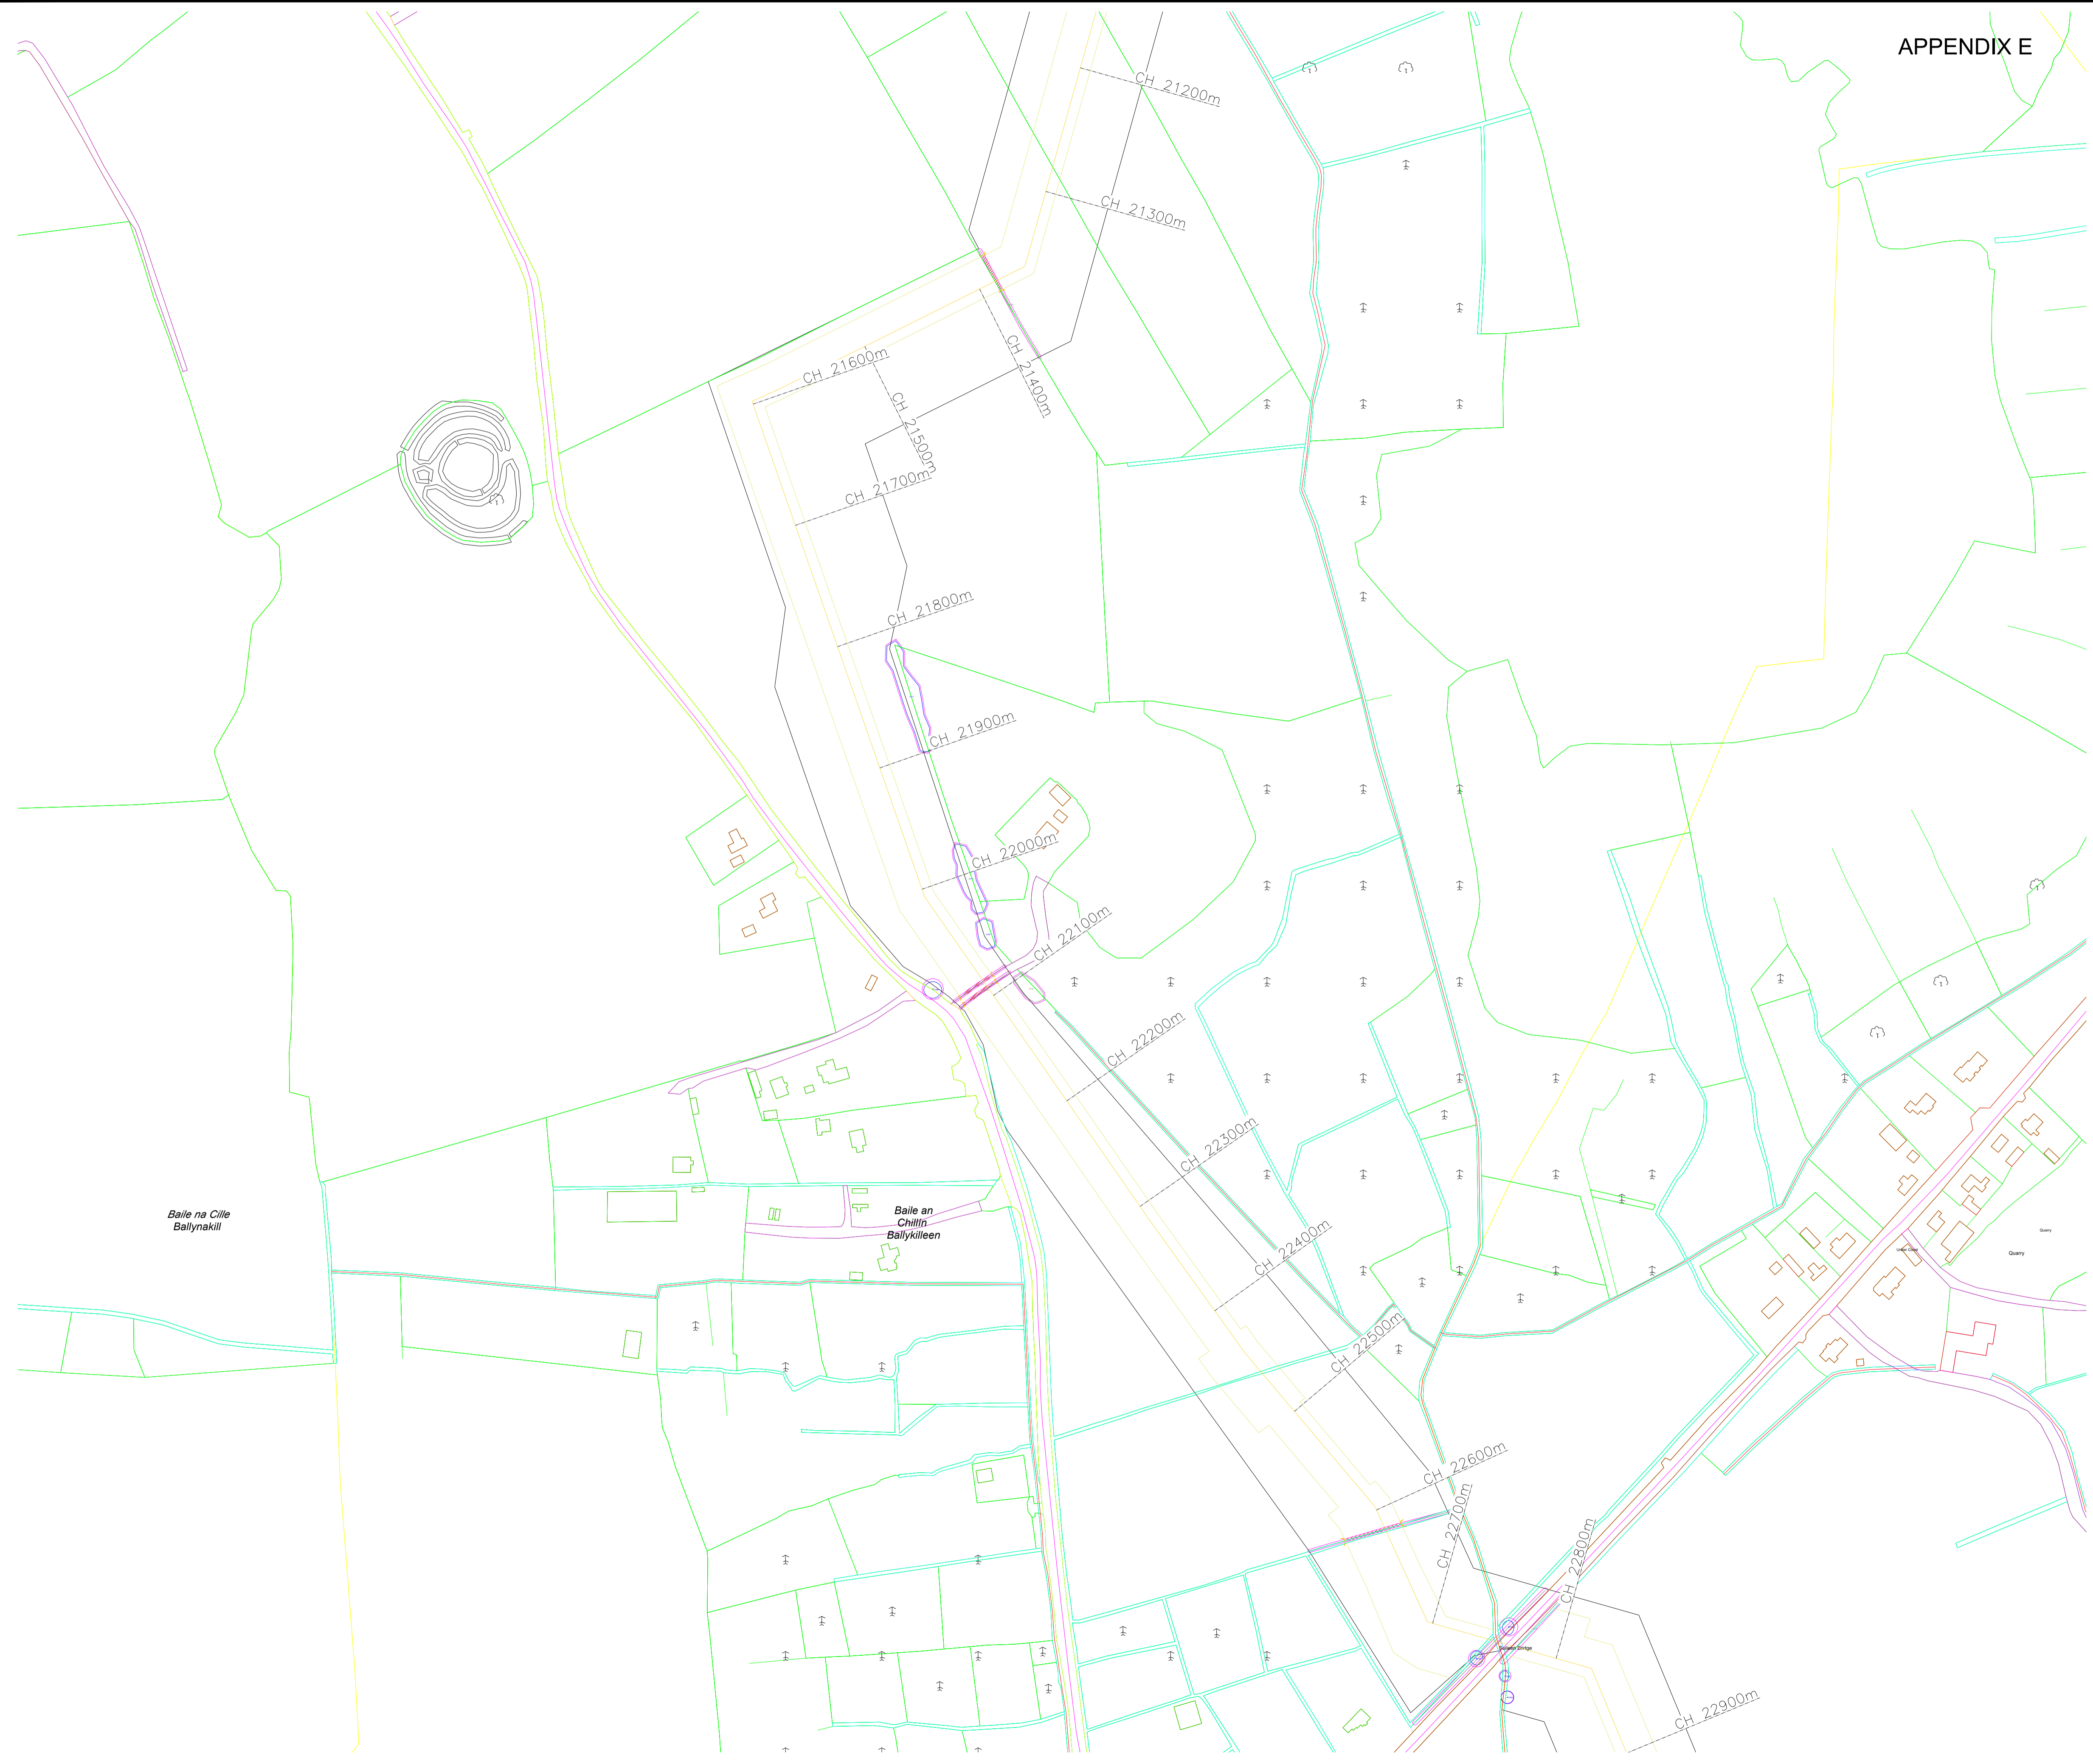 APPENDIX E
CH 21200m
CH 21300m
CH 21400m
CH 21600m
CH 21500m
CH 21700m
CH 21800m
CH 21900m
CH 22000m
CH 22100m
CH 22200m
CH 22300m
Baile na Cille
Ballynakill
Baile an
Chillín
Ballykilleen
CH 22400m
Quarry
Quarry
CH 22500m
CH 22600m
CH 22700m
CH 22800m
CH 22900m